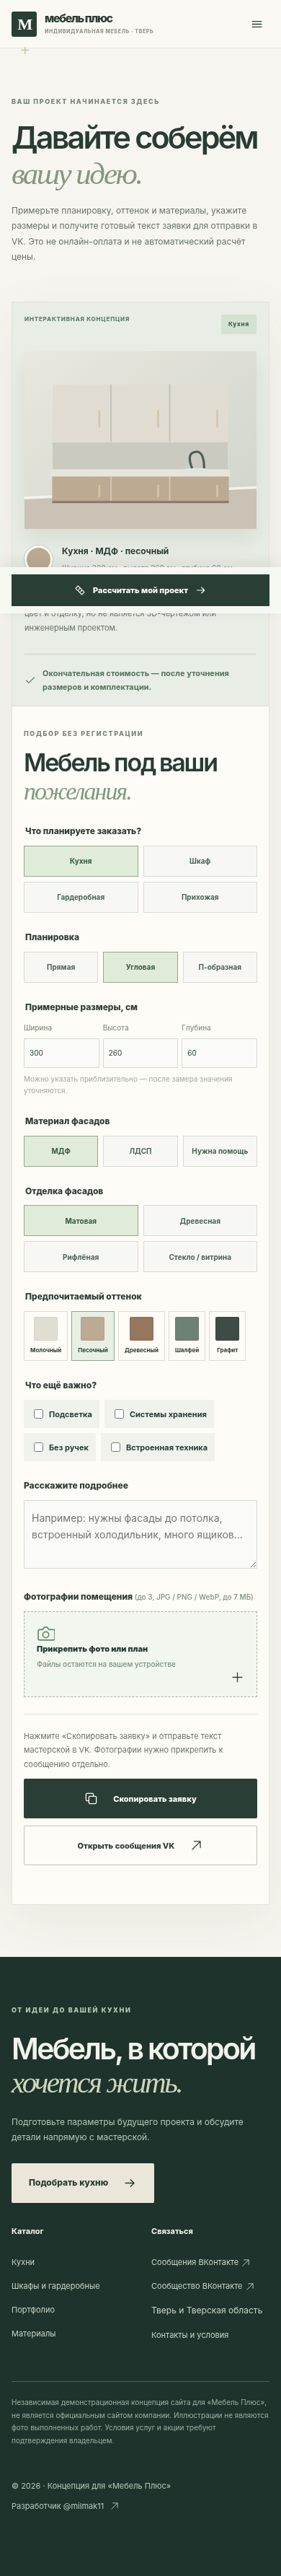 М
мебель плюс
ИНДИВИДУАЛЬНАЯ МЕБЕЛЬ · ТВЕРЬ
ВАШ ПРОЕКТ НАЧИНАЕТСЯ ЗДЕСЬ
Давайте соберём
вашу идею.
Примерьте планировку, оттенок и материалы, укажите
размеры и получите готовый текст заявки для отправки в
VK. Это не онлайн-оплата и не автоматический расчёт
цены.
ИНТЕРАКТИВНАЯ КОНЦЕПЦИЯ
Кухня
Кухня · МДФ · песочный
Рассчитать мой проект
цвет и отделку, но не является 3D-чертежом или
инженерным проектом.
Окончательная стоимость — после уточнения
размеров и комплектации.
ПОДБОР БЕЗ РЕГИСТРАЦИИ
Мебель под ваши
пожелания.
Что планируете заказать?
Кухня
Шкаф
Гардеробная
Прихожая
Планировка
Прямая
Угловая
П-образная
Примерные размеры, см
Ширина
Высота
Глубина
300
260
60
Можно указать приблизительно — после замера значения
уточняются.
Материал фасадов
МДФ
ЛДСП
Нужна помощь
Отделка фасадов
Матовая
Древесная
Рифлёная
Стекло / витрина
Предпочитаемый оттенок
Молочный
Песочный
Древесный
Шалфей
Графит
Что ещё важно?
Подсветка
Системы хранения
Без ручек
Встроенная техника
Расскажите подробнее
Например: нужны фасады до потолка,
встроенный холодильник, много ящиков...
Фотографии помещения (до 3, JPG / PNG / WebP, до 7 МБ)
Прикрепить фото или план
Файлы остаются на вашем устройстве
Нажмите «Скопировать заявку» и отправьте текст
мастерской в VK. Фотографии нужно прикрепить к
сообщению отдельно.
Скопировать заявку
Открыть сообщения VK
ОТ ИДЕИ ДО ВАШЕЙ КУХНИ
Мебель, в которой
хочется жить.
Подготовьте параметры будущего проекта и обсудите
детали напрямую с мастерской.
Подобрать кухню
Каталог
Связаться
Кухни
Сообщения ВКонтакте
Шкафы и гардеробные
Сообщество ВКонтакте
Портфолио
Тверь и Тверская область
Материалы
Контакты и условия
Независимая демонстрационная концепция сайта для «Мебель Плюс»,
не является официальным сайтом компании. Иллюстрации не являются
фото выполненных работ. Условия услуг и акции требуют
подтверждения владельцем.
© 2026 · Концепция для «Мебель Плюс»
Разработчик @milmak11